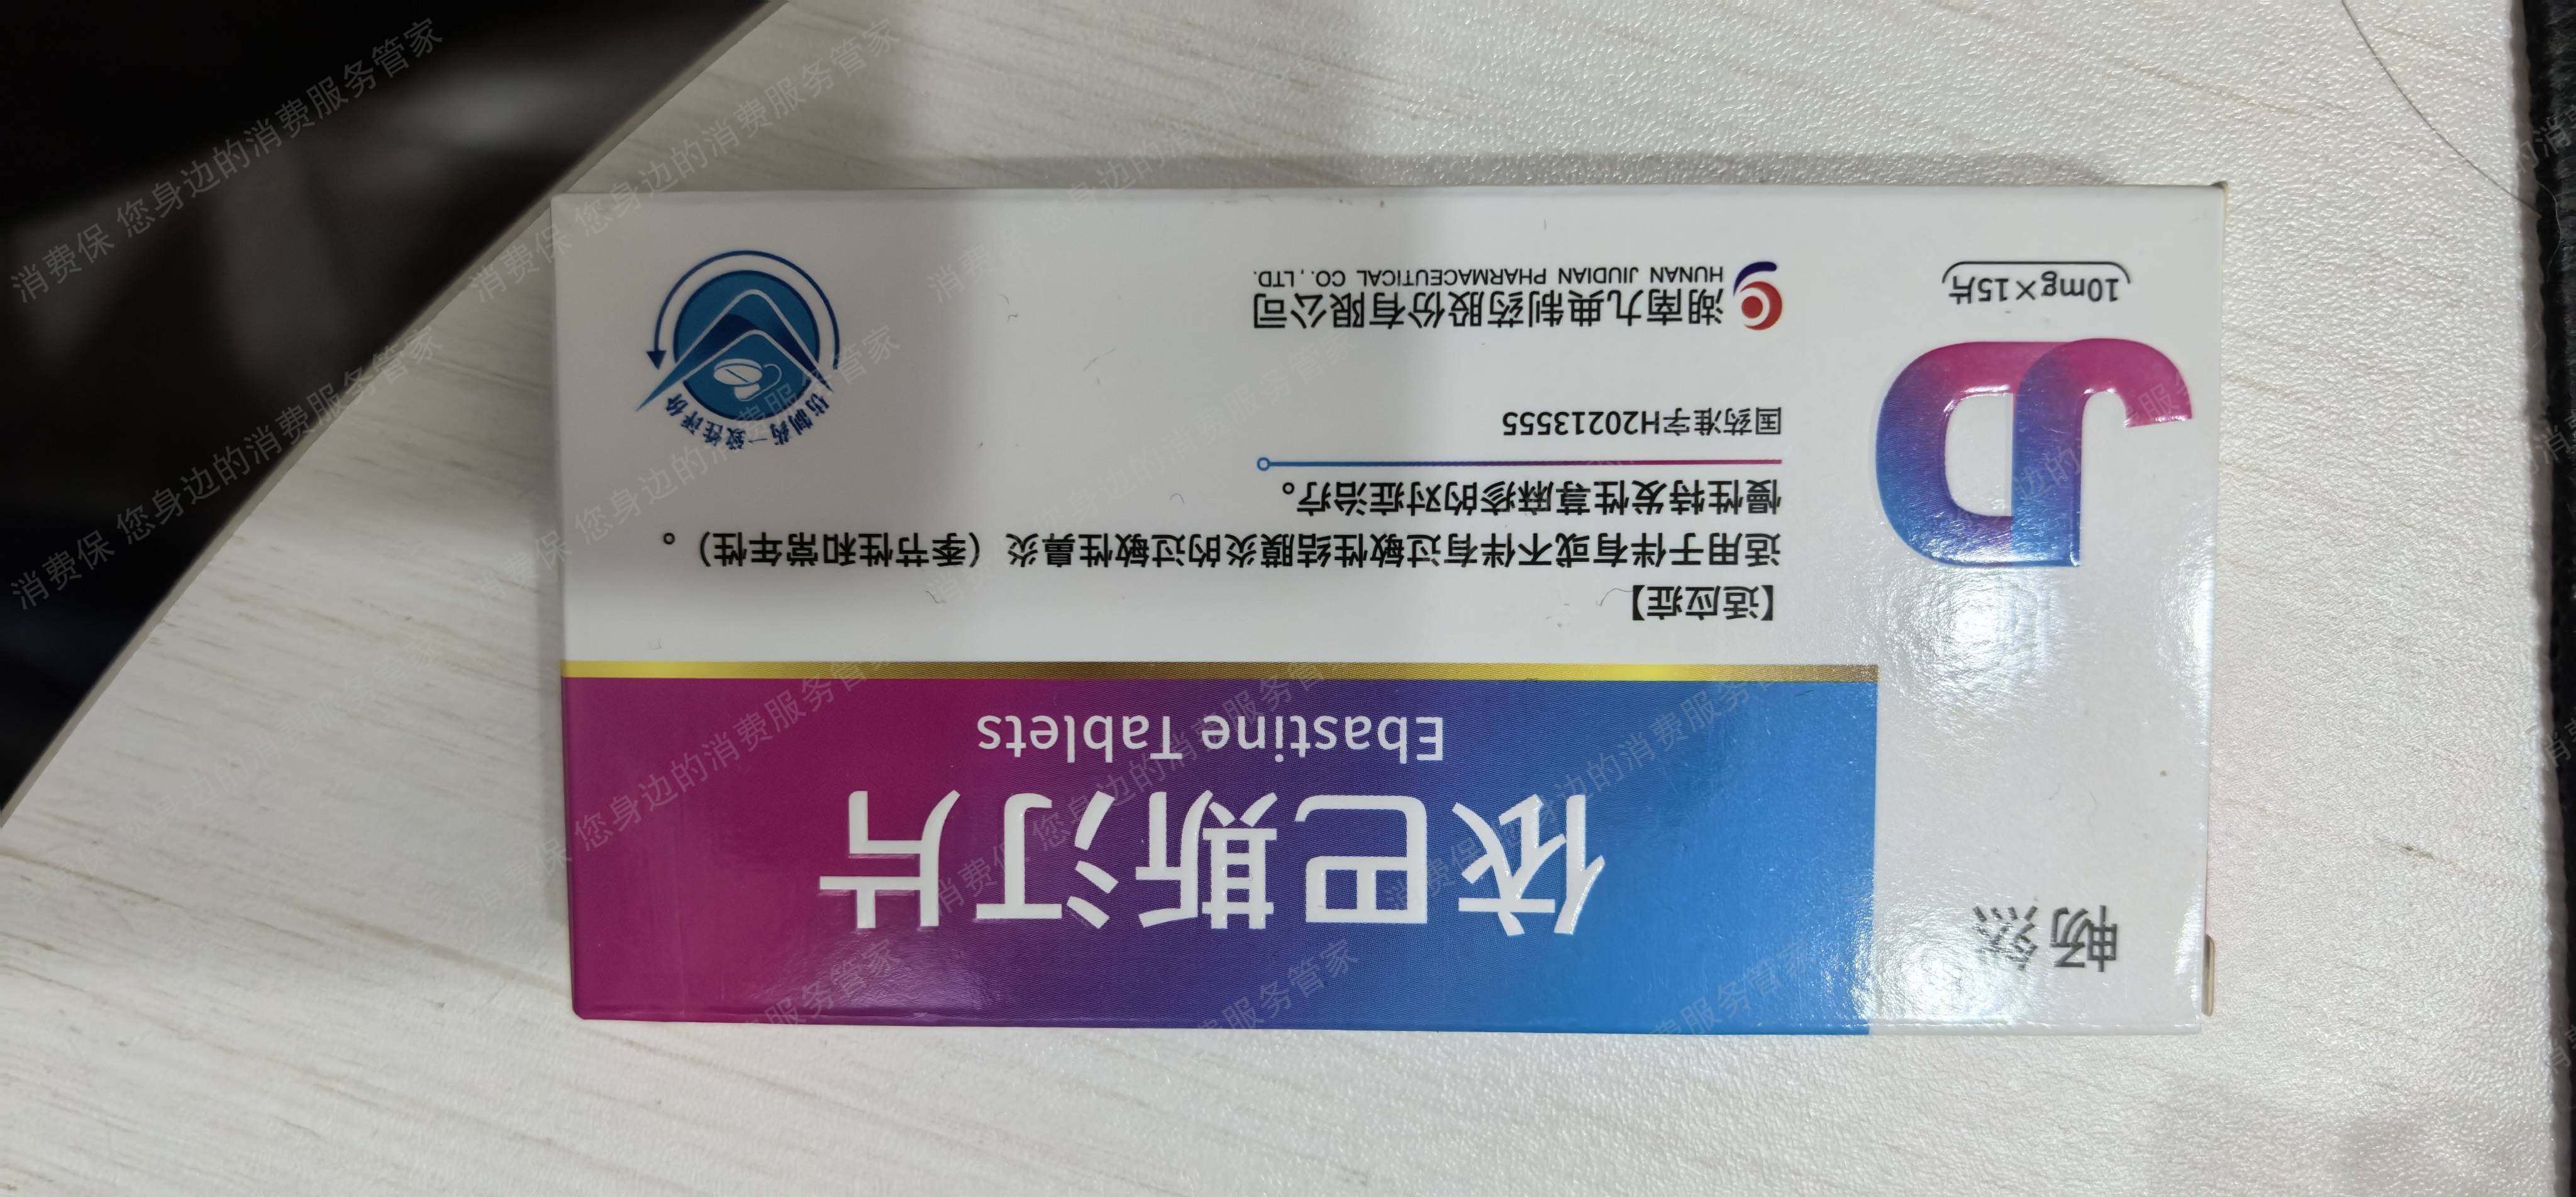 畅然
依巴斯汀片
Ebastine Tablets
【适应症】
适用于伴有或不伴有过敏性结膜炎的过敏性鼻炎（季节性和常年性）。
慢性特发性荨麻疹的对症治疗。
国药准字H20213555
JD
10mg×15片
湖南九典制药股份有限公司
HUNAN JIUDIAN PHARMACEUTICAL CO., LTD.
仿制药一致性评价
消费保 您身边的消费服务管家